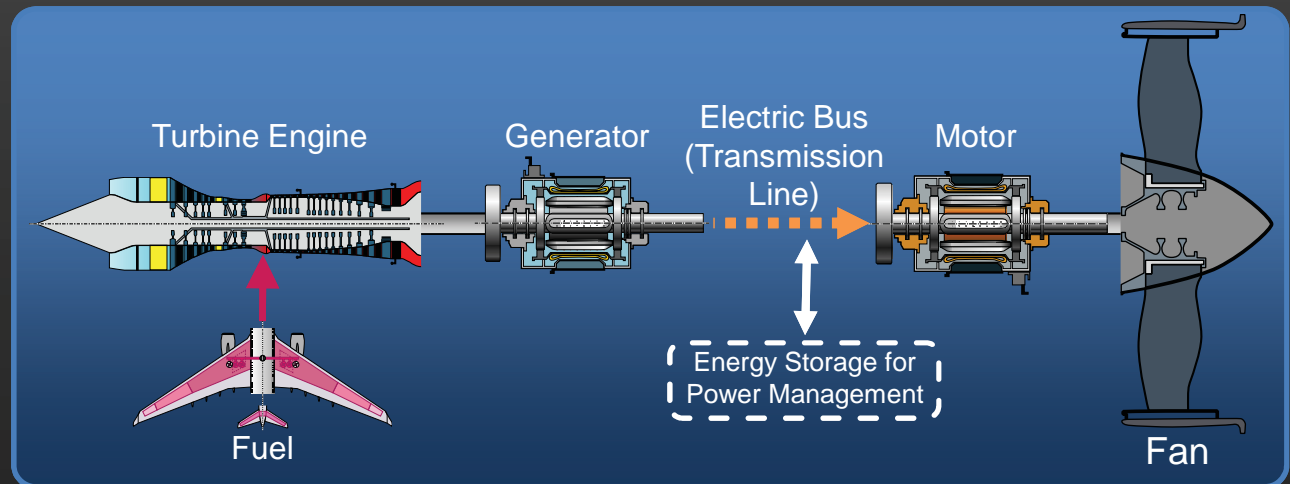 Turbine Engine
Generator
Electric Bus
(Transmission
Line)
Motor
Energy Storage for
Power Management
Fuel
Fan